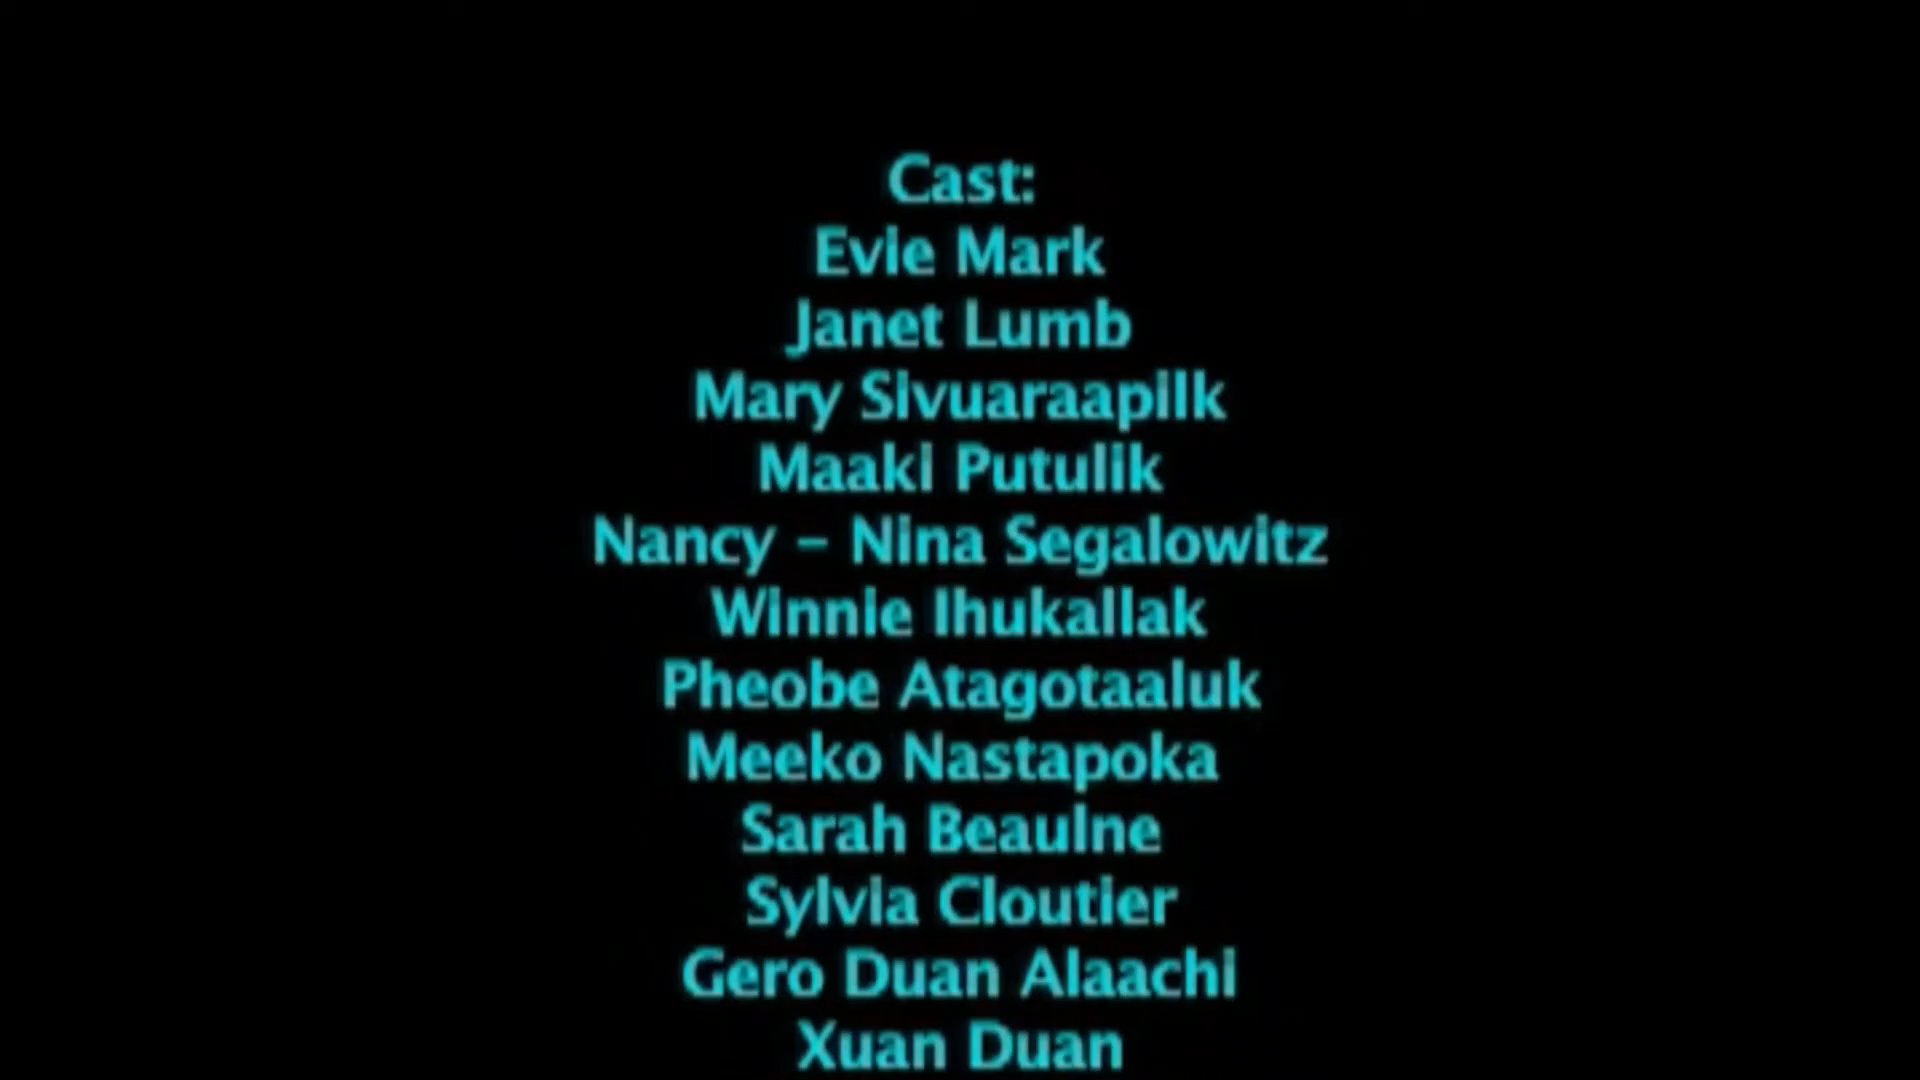 Cast:
Evie Mark
Janet Lumb
Mary Sivuaraapilk
Maaki Putulik
Nancy - Nina Segalowitz
Winnie Ihukallak
Pheobe Atagotaaluk
Meeko Nastapoka
Sarah Beaulne
Sylvia Cloutier
Gero Duan Alaachi
Xuan Duan